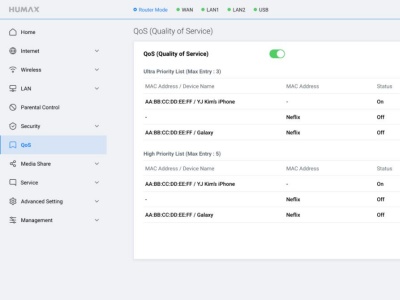 HUMAX
Router Mode WAN LAN1 LAN2 USB
Home
Internet
Wireless
LAN
Parental Control
Security
QoS
Media Share
Service
Advanced Setting
Management
QoS (Quality of Service)
QoS (Quality of Service)
Ultra Priority List (Max Entry : 3)
MAC Address / Device Name MAC Address Status
AA:BB:CC:DD:EE:FF / YJ Kim's iPhone - On
- Neflix Off
AA:BB:CC:DD:EE:FF / Galaxy Neflix Off
High Priority List (Max Entry : 5)
MAC Address / Device Name MAC Address Status
AA:BB:CC:DD:EE:FF / YJ Kim's iPhone - On
- Neflix Off
AA:BB:CC:DD:EE:FF / Galaxy Neflix Off